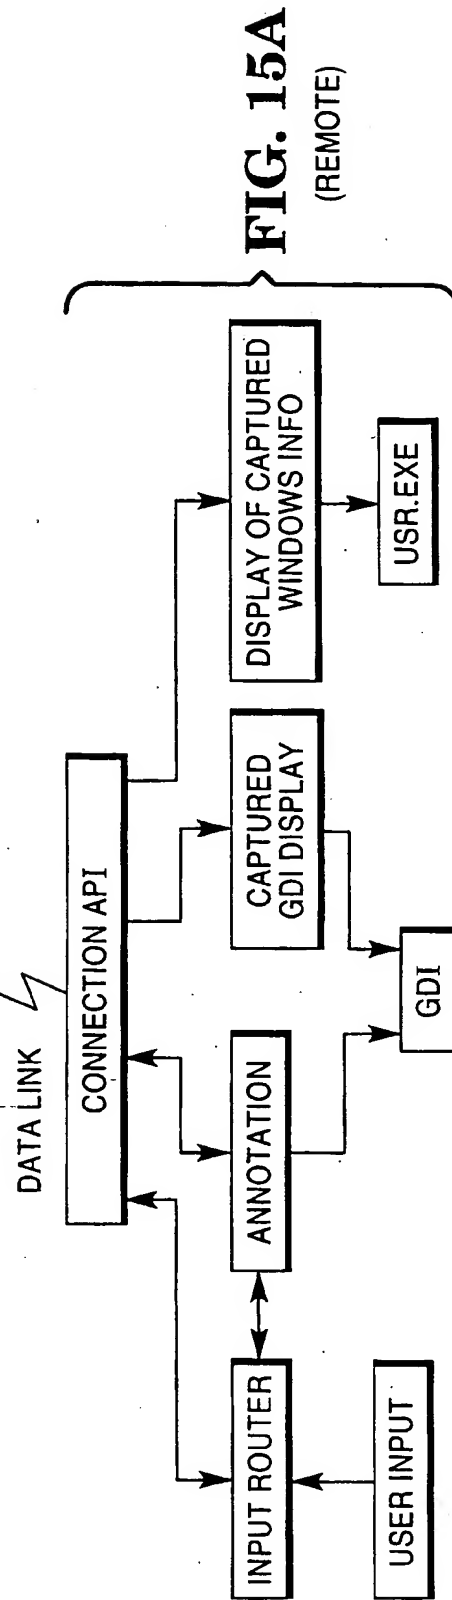 DATA LINK
CONNECTION API
INPUT ROUTER
ANNOTATION
CAPTURED
GDI DISPLAY
DISPLAY OF CAPTURED
WINDOWS INFO
USER INPUT
GDI
USR.EXE
FIG. 15A
(REMOTE)